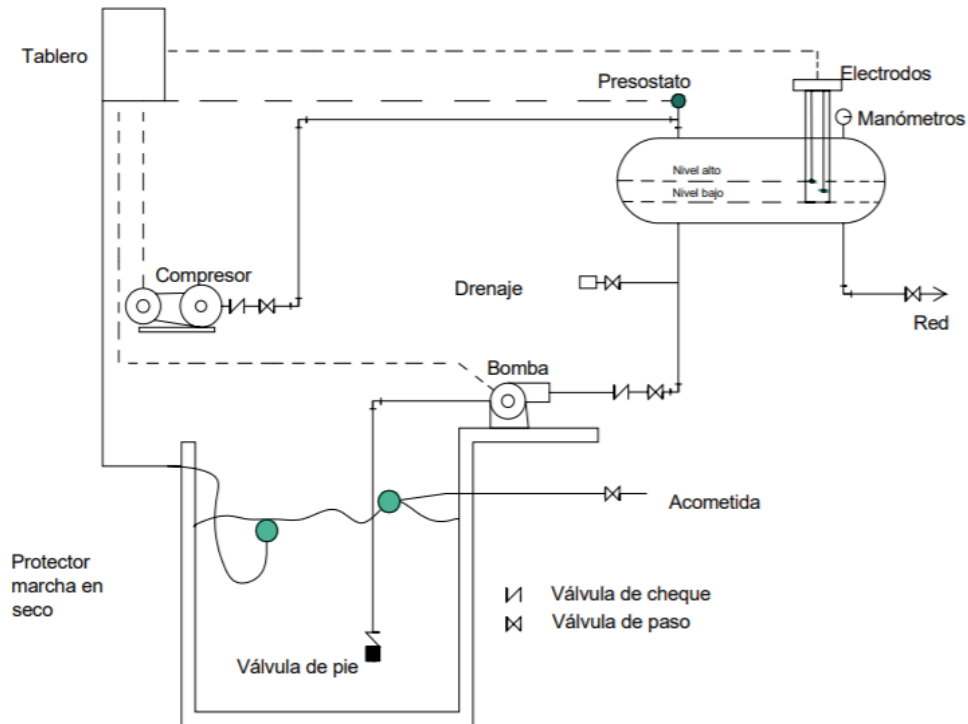 Tablero
Electrodos
Presostato
Manómetros
Nivel alto
Nivel bajo
Compresor
Drenaje
Red
Bomba
Acometida
Protector
marcha en
seco
Válvula de cheque
Válvula de paso
Válvula de pie